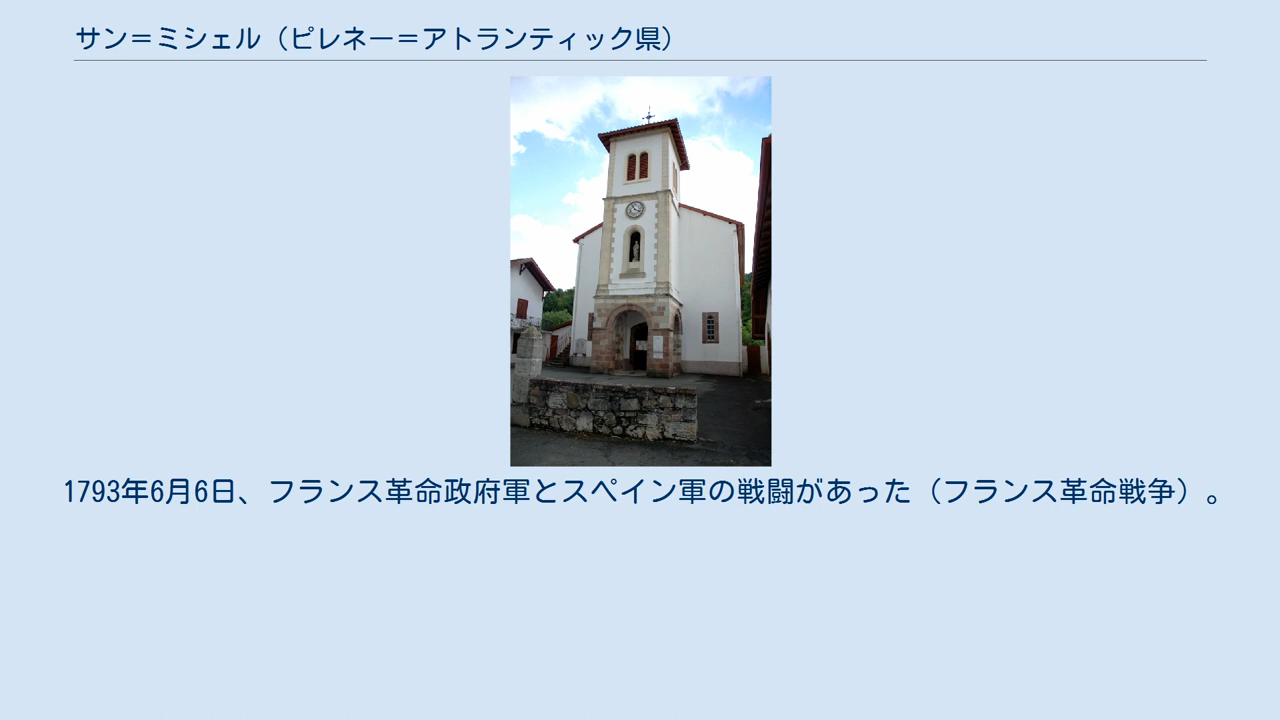 サン＝ミシェル（ピレネー＝アトランティック県）
1793年6月6日、フランス革命政府軍とスペイン軍の戦闘があった（フランス革命戦争）。